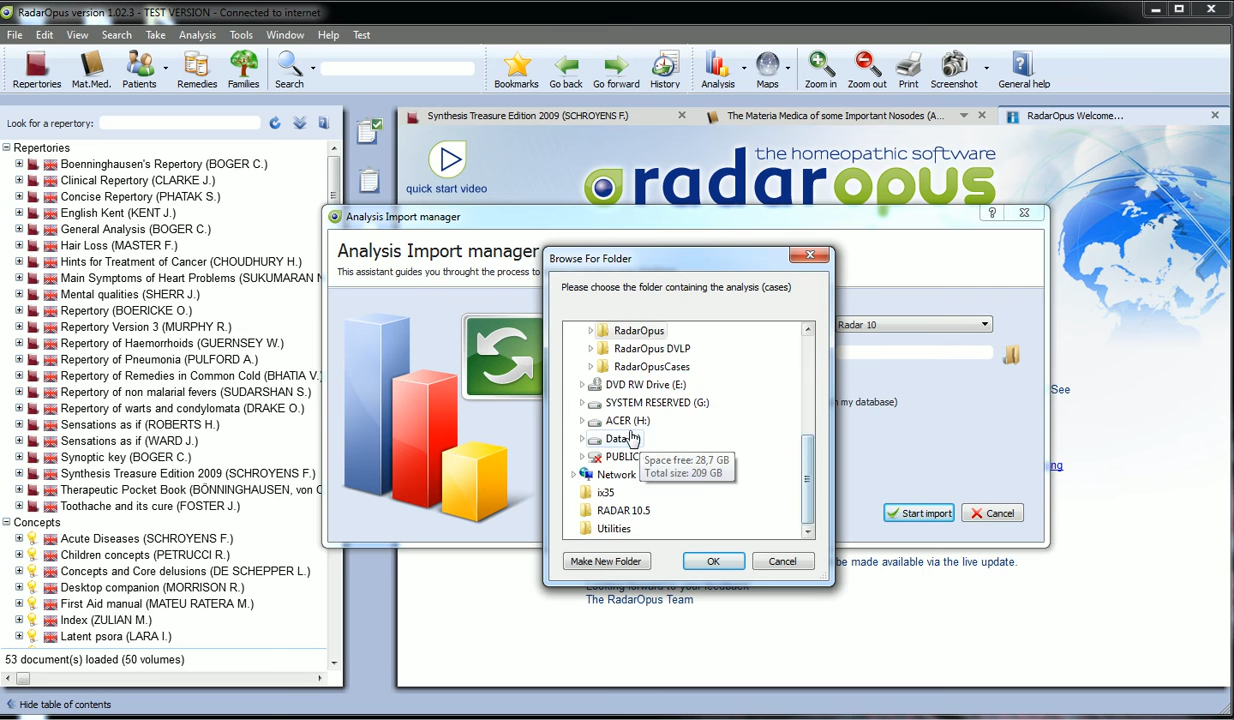 RadarOpus version 1.02.3 - TEST VERSION - Connected to internet
File Edit View Search Take Analysis Tools Window Help Test
Repertories Mat.Med. Patients Remedies Families Search Bookmarks Go back Go forward History Analysis Maps Zoom in Zoom out Print Screenshot General help
Look for a repertory:
Repertories
Boenninghausen's Repertory (BOGER C.)
Clinical Repertory (CLARKE J.)
Concise Repertory (PHATAK S.)
English Kent (KENT J.)
General Analysis (BOGER C.)
Hair Loss (MASTER F.)
Hints for Treatment of Cancer (CHOUDHURY H.)
Main Symptoms of Heart Problems (SUKUMARAN N
Mental qualities (SHERR J.)
Repertory (BOERICKE O.)
Repertory Version 3 (MURPHY R.)
Repertory of Haemorrhoids (GUERNSEY W.)
Repertory of Pneumonia (PULFORD A.)
Repertory of Remedies in Common Cold (BHATIA V.
Repertory of non malarial fevers (SUDARSHAN S.)
Repertory of warts and condylomata (DRAKE O.)
Sensations as if (ROBERTS H.)
Sensations as if (WARD J.)
Synoptic key (BOGER C.)
Synthesis Treasure Edition 2009 (SCHROYENS F.)
Therapeutic Pocket Book (BÖNNINGHAUSEN, von C
Toothache and its cure (FOSTER J.)
Concepts
Acute Diseases (SCHROYENS F.)
Children concepts (PETRUCCI R.)
Concepts and Core delusions (DE SCHEPPER L.)
Desktop companion (MORRISON R.)
First Aid manual (MATEU RATERA M.)
Index (ZULIAN M.)
Latent psora (LARA I.)
53 document(s) loaded (50 volumes)
Hide table of contents
Synthesis Treasure Edition 2009 (SCHROYENS F.)
The Materia Medica of some Important Nosodes (A...
RadarOpus Welcome...
quick start video
the homeopathic software
radaropus
Analysis Import manager
Analysis Import manager
This assistant guides you throught the process to
Radar 10
n my database)
Start import
Cancel
Browse For Folder
Please choose the folder containing the analysis (cases)
RadarOpus
RadarOpus DVLP
RadarOpusCases
DVD RW Drive (E:)
SYSTEM RESERVED (G:)
ACER (H:)
Data
PUBLIC
Space free: 28,7 GB
Total size: 209 GB
Network
ix35
RADAR 10.5
Utilities
Make New Folder
OK
Cancel
See
ng
be made available via the live update.
Looking forward to your feedback
The RadarOpus Team